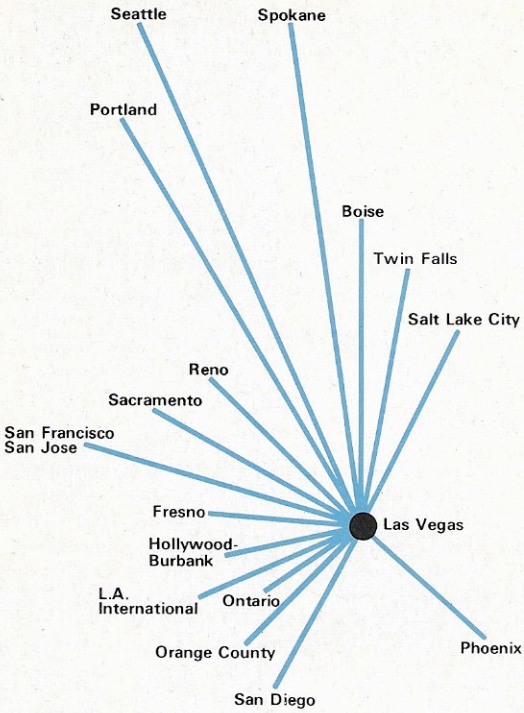 Seattle
Spokane
Portland
Boise
Twin Falls
Salt Lake City
Reno
Sacramento
San Francisco
San Jose
Fresno
Las Vegas
Hollywood-
Burbank
L.A.
International
Ontario
Orange County
Phoenix
San Diego